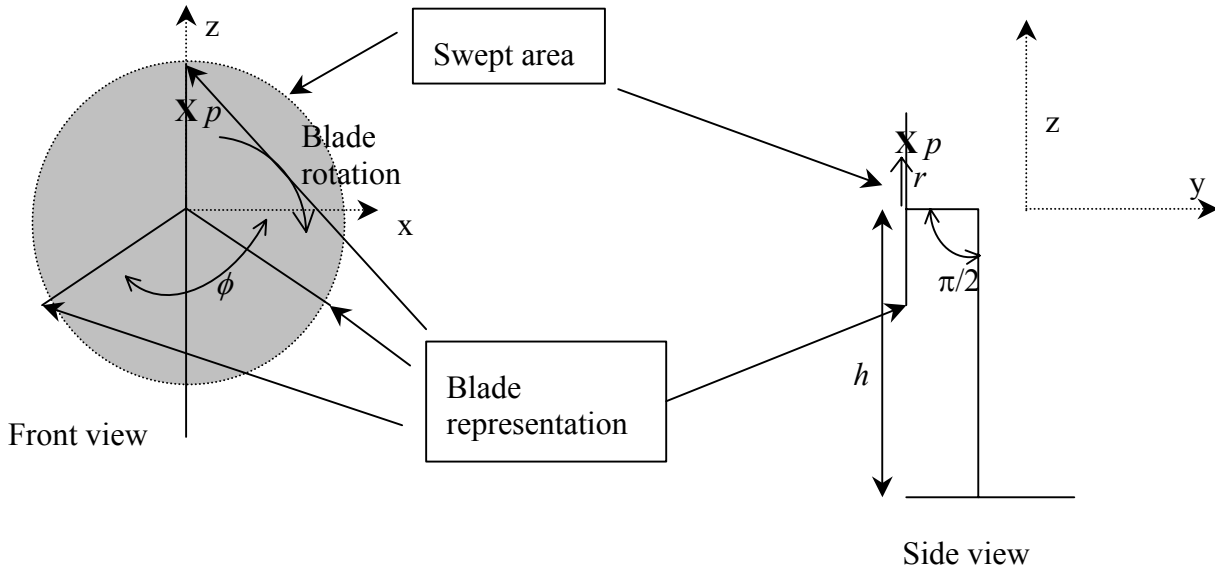 z
Swept area
X p
Blade
rotation
x
ϕ
Front view
Blade
representation
z
X p
r
y
π/2
h
Side view